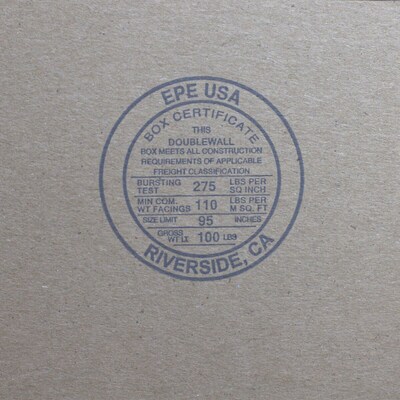 EPE USA
BOX CERTIFICATE
THIS
DOUBLEWALL
BOX MEETS ALL CONSTRUCTION
REQUIREMENTS OF APPLICABLE
FREIGHT CLASSIFICATION
BURSTING TEST 275 LBS PER SQ INCH
MIN COM. WT FACINGS 110 LBS PER M SQ. FT
SIZE LIMIT 95 INCHES
GROSS WT LT 100 LBS
RIVERSIDE, CA